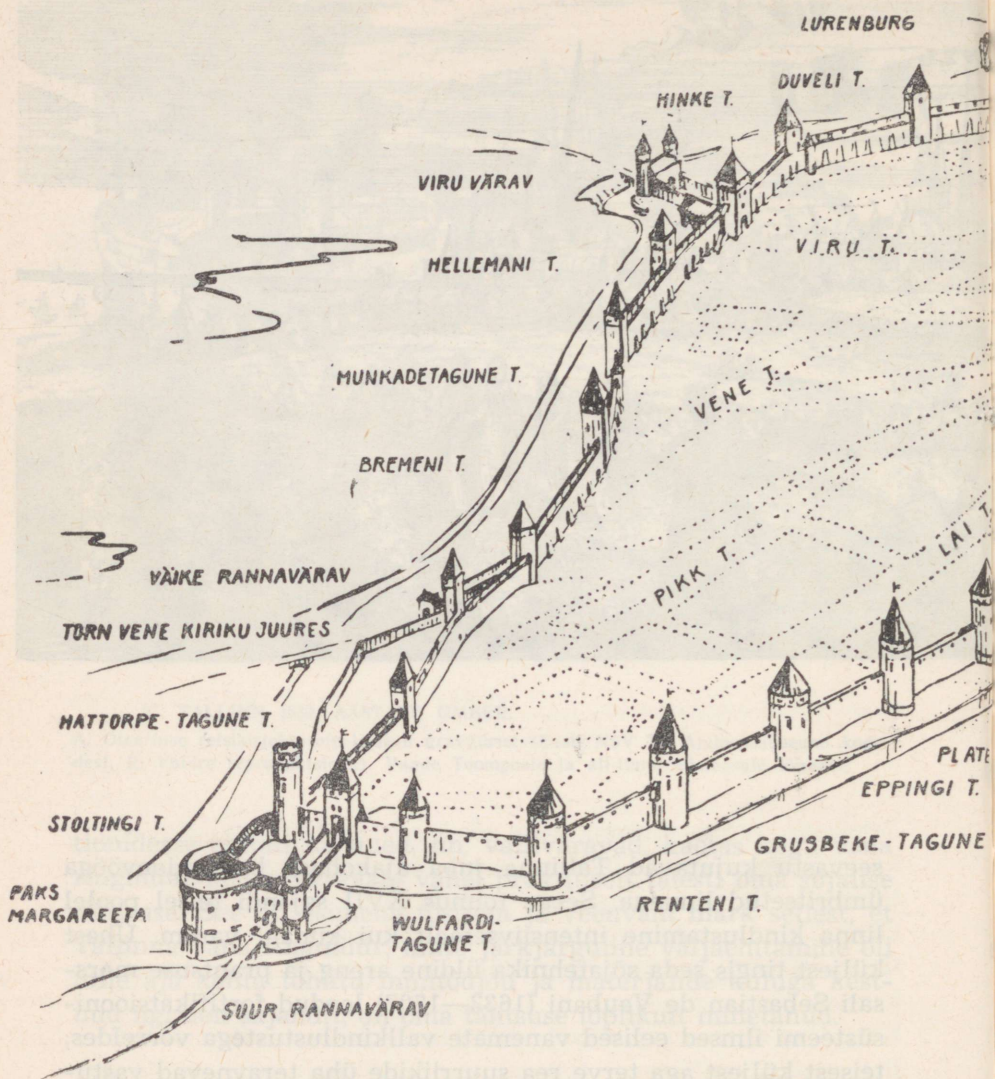 LURENBURG
DUVELI T.
HINKE T.
VIRU VÄRAV
VIRU T.
HELLEMANI T.
MUNKADETAGUNE T.
VENE T.
BREMENI T.
LAI T.
PIKK T.
VÄIKE RANNAVÄRAV
TORN VENE KIRIKU JUURES
HATTORPE-TAGUNE T.
PLATE
EPPINGI T.
STOLTINGI T.
GRUSBEKE-TAGUNE
PAKS
MARGAREETA
RENTENI T.
WULFARDI-
TAGUNE T.
SUUR RANNAVÄRAV